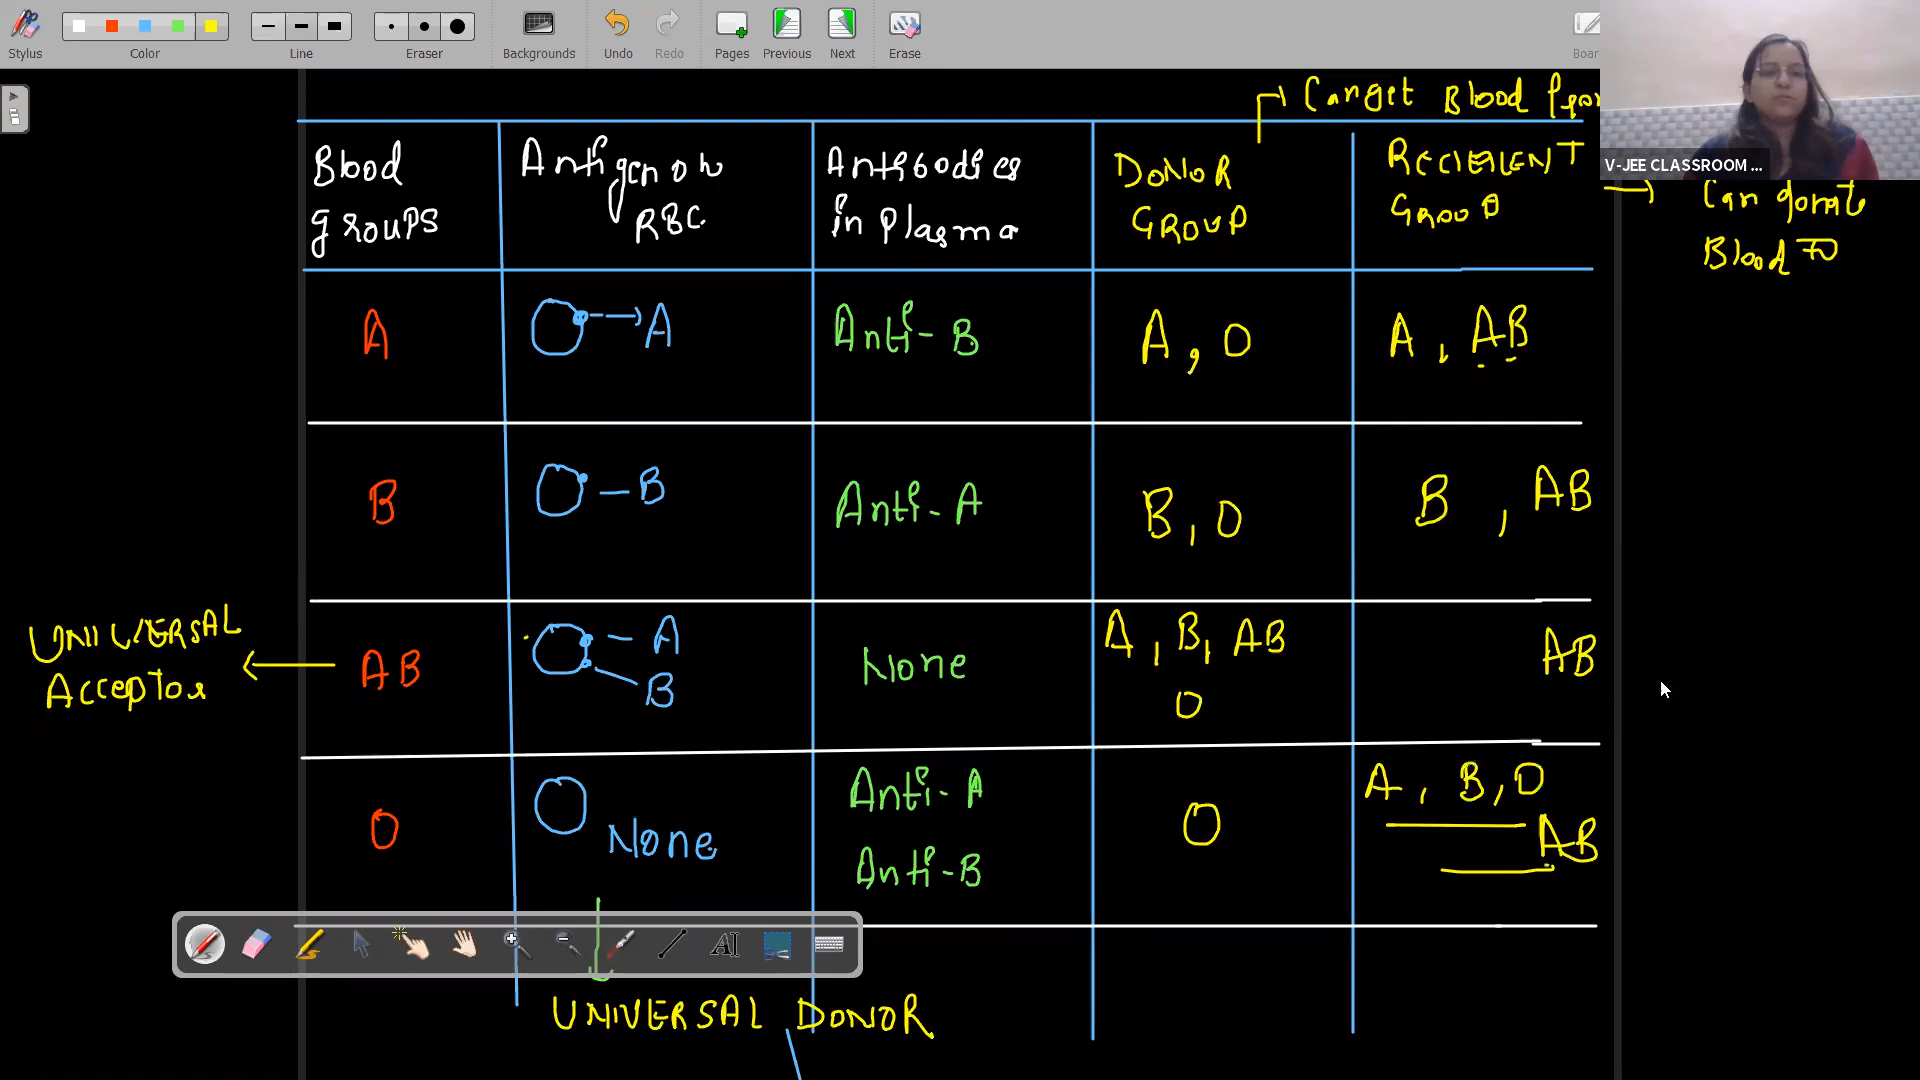 Stylus Color Line Eraser Backgrounds Undo Redo Pages Previous Next Erase Boar
V-JEE CLASSROOM ...
Can get Blood
Can donate
Blood To
Blood groups
Antigen on RBC
Antibodies in Plasma
DONOR GROUP
GROUP
A A Anti-B A, O A, AB
B B Anti-A B, O B, AB
UNIVERSAL Acceptor
AB A B None A, B, AB O AB
O None Anti-A Anti-B O A, B, O AB
AI
UNIVERSAL DONOR